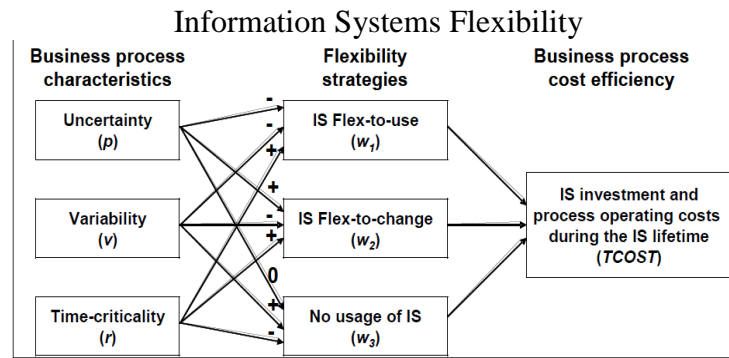 Information Systems Flexibility
Business process
characteristics
Flexibility
strategies
Business process
cost efficiency
Uncertainty
(p)
Variability
(v)
Time-criticality
(r)
-
-
+
+
-
+
0
+
-
IS Flex-to-use
(w1)
IS Flex-to-change
(w2)
No usage of IS
(w3)
IS investment and
process operating costs
during the IS lifetime
(TCOST)